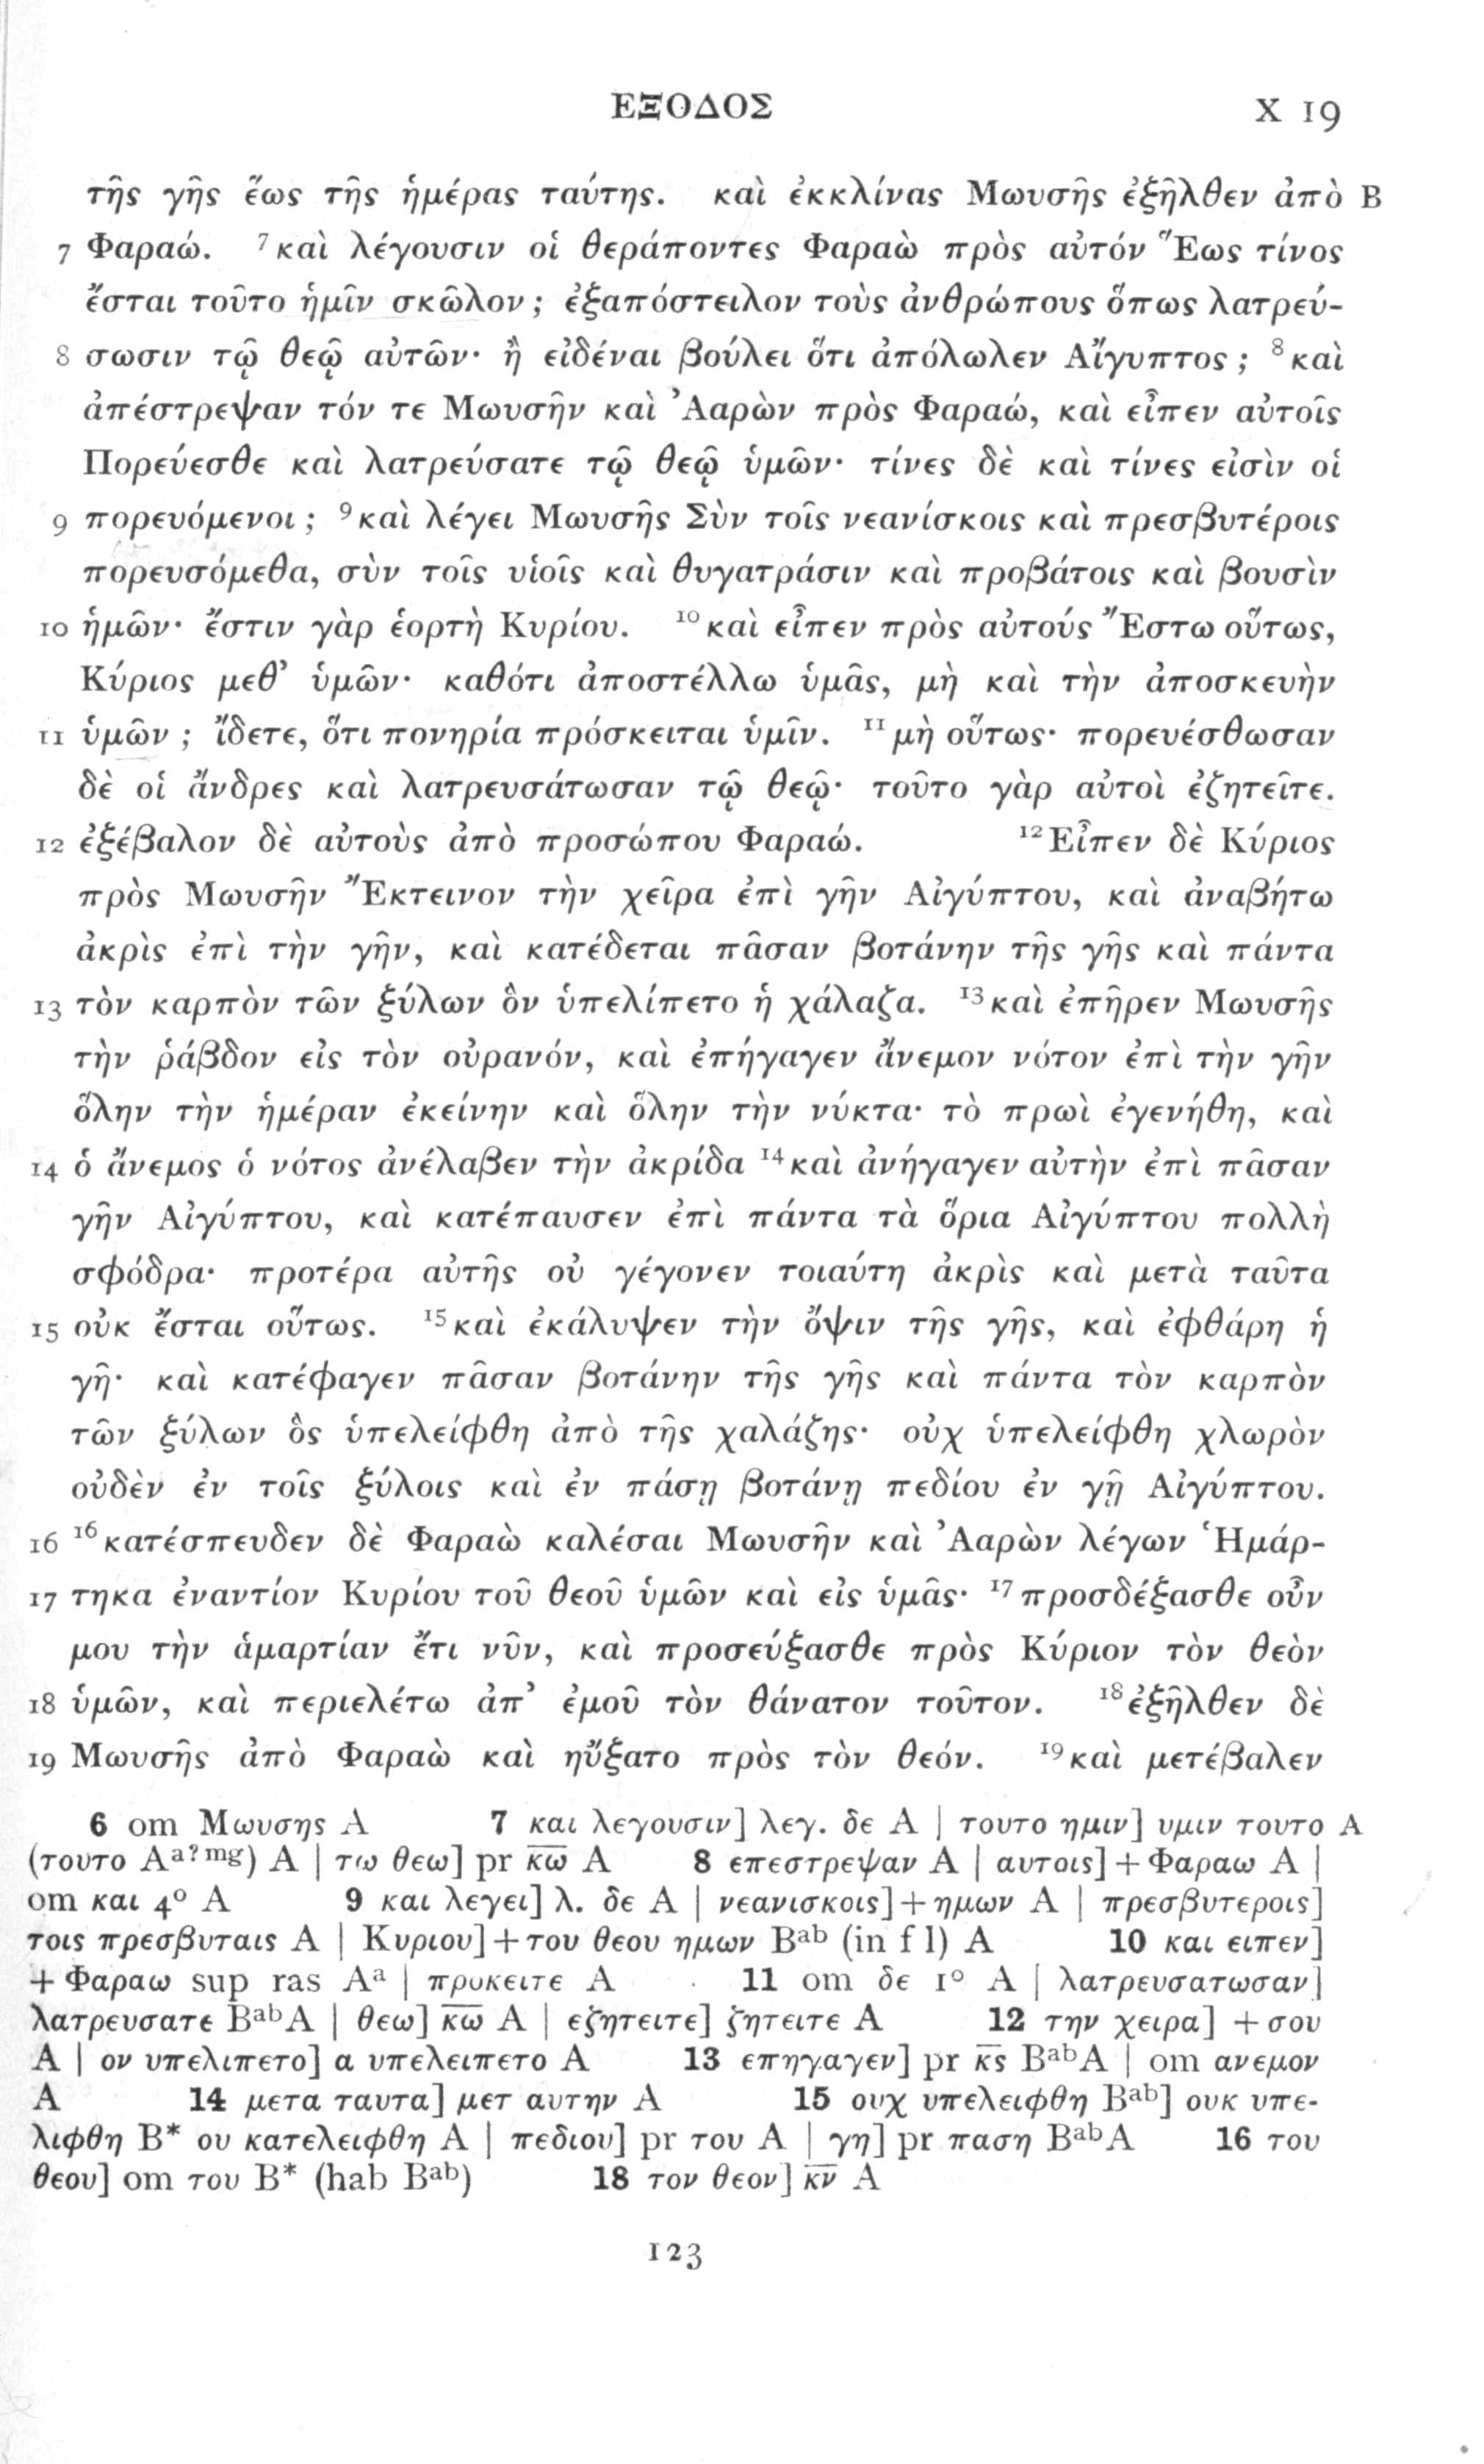 ΕΞΟΔΟΣ X 19
τῆς γῆς ἕως τῆς ἡμέρας ταύτης. καὶ ἐκκλίνας Μωυσῆς ἐξῆλθεν ἀπὸ B
7 Φαραώ. ⁷καὶ λέγουσιν οἱ θεράποντες Φαραὼ πρὸς αὐτόν Ἕως τίνος
ἔσται τοῦτο ἡμῖν σκῶλον; ἐξαπόστειλον τοὺς ἀνθρώπους ὅπως λατρεύ-
8 σωσιν τῷ θεῷ αὐτῶν· ἢ εἰδέναι βούλει ὅτι ἀπόλωλεν Αἴγυπτος; ⁸καὶ
ἀπέστρεψαν τόν τε Μωυσῆν καὶ Ἀαρὼν πρὸς Φαραώ, καὶ εἶπεν αὐτοῖς
Πορεύεσθε καὶ λατρεύσατε τῷ θεῷ ὑμῶν· τίνες δὲ καὶ τίνες εἰσὶν οἱ
9 πορευόμενοι; ⁹καὶ λέγει Μωυσῆς Σὺν τοῖς νεανίσκοις καὶ πρεσβυτέροις
πορευσόμεθα, σὺν τοῖς υἱοῖς καὶ θυγατράσιν καὶ προβάτοις καὶ βουσὶν
10 ἡμῶν· ἔστιν γὰρ ἑορτὴ Κυρίου. ¹⁰καὶ εἶπεν πρὸς αὐτούς Ἔστω οὕτως,
Κύριος μεθ’ ὑμῶν· καθότι ἀποστέλλω ὑμᾶς, μὴ καὶ τὴν ἀποσκευὴν
11 ὑμῶν; ἴδετε, ὅτι πονηρία πρόσκειται ὑμῖν. ¹¹μὴ οὕτως· πορευέσθωσαν
δὲ οἱ ἄνδρες καὶ λατρευσάτωσαν τῷ θεῷ· τοῦτο γὰρ αὐτοὶ ἐζητεῖτε.
12 ἐξέβαλον δὲ αὐτοὺς ἀπὸ προσώπου Φαραώ. ¹²Εἶπεν δὲ Κύριος
πρὸς Μωυσῆν Ἔκτεινον τὴν χεῖρα ἐπὶ γῆν Αἰγύπτου, καὶ ἀναβήτω
ἀκρὶς ἐπὶ τὴν γῆν, καὶ κατέδεται πᾶσαν βοτάνην τῆς γῆς καὶ πάντα
13 τὸν καρπὸν τῶν ξύλων ὃν ὑπελίπετο ἡ χάλαζα. ¹³καὶ ἐπῆρεν Μωυσῆς
τὴν ῥάβδον εἰς τὸν οὐρανόν, καὶ ἐπήγαγεν ἄνεμον νότον ἐπὶ τὴν γῆν
ὅλην τὴν ἡμέραν ἐκείνην καὶ ὅλην τὴν νύκτα· τὸ πρωὶ ἐγενήθη, καὶ
14 ὁ ἄνεμος ὁ νότος ἀνέλαβεν τὴν ἀκρίδα ¹⁴καὶ ἀνήγαγεν αὐτὴν ἐπὶ πᾶσαν
γῆν Αἰγύπτου, καὶ κατέπαυσεν ἐπὶ πάντα τὰ ὅρια Αἰγύπτου πολλὴ
σφόδρα· προτέρα αὐτῆς οὐ γέγονεν τοιαύτη ἀκρὶς καὶ μετὰ ταῦτα
15 οὐκ ἔσται οὕτως. ¹⁵καὶ ἐκάλυψεν τὴν ὄψιν τῆς γῆς, καὶ ἐφθάρη ἡ
γῆ· καὶ κατέφαγεν πᾶσαν βοτάνην τῆς γῆς καὶ πάντα τὸν καρπὸν
τῶν ξύλων ὃς ὑπελείφθη ἀπὸ τῆς χαλάζης· οὐχ ὑπελείφθη χλωρὸν
οὐδὲν ἐν τοῖς ξύλοις καὶ ἐν πάσῃ βοτάνῃ πεδίου ἐν γῇ Αἰγύπτου.
16 ¹⁶κατέσπευδεν δὲ Φαραὼ καλέσαι Μωυσῆν καὶ Ἀαρὼν λέγων Ἡμάρ-
17 τηκα ἐναντίον Κυρίου τοῦ θεοῦ ὑμῶν καὶ εἰς ὑμᾶς· ¹⁷προσδέξασθε οὖν
μου τὴν ἁμαρτίαν ἔτι νῦν, καὶ προσεύξασθε πρὸς Κύριον τὸν θεὸν
18 ὑμῶν, καὶ περιελέτω ἀπ’ ἐμοῦ τὸν θάνατον τοῦτον. ¹⁸ἐξῆλθεν δὲ
19 Μωυσῆς ἀπὸ Φαραὼ καὶ ηὔξατο πρὸς τὸν θεόν. ¹⁹καὶ μετέβαλεν
6 om Μωυσης A 7 και λεγουσιν] λεγ. δε A | τουτο ημιν] υμιν τουτο A
(τουτο Aᵃ?ᵐᵍ) A | τω θεω] pr κ̅ω̅ A 8 επεστρεψαν A | αυτοις]+Φαραω A |
om και 4° A 9 και λεγει] λ. δε A | νεανισκοις]+ημων A | πρεσβυτεροις]
τοις πρεσβυταις A | Κυριου]+του θεου ημων Bᵃᵇ (in f l) A 10 και ειπεν]
+Φαραω sup ras Aᵃ | προκειτε A 11 om δε 1° A | λατρευσατωσαν]
λατρευσατε BᵃᵇA | θεω] κ̅ω̅ A | εζητειτε] ζητειτε A 12 την χειρα] +σου
A | ον υπελιπετο] α υπελειπετο A 13 επηγαγεν] pr κ̅ς̅ BᵃᵇA | om ανεμον
A 14 μετα ταυτα] μετ αυτην A 15 ουχ υπελειφθη Bᵃᵇ] ουκ υπε-
λιφθη B* ου κατελειφθη A | πεδιου] pr του A | γη] pr παση BᵃᵇA 16 του
θεου] om του B* (hab Bᵃᵇ) 18 τον θεον] κ̅ν̅ A
123